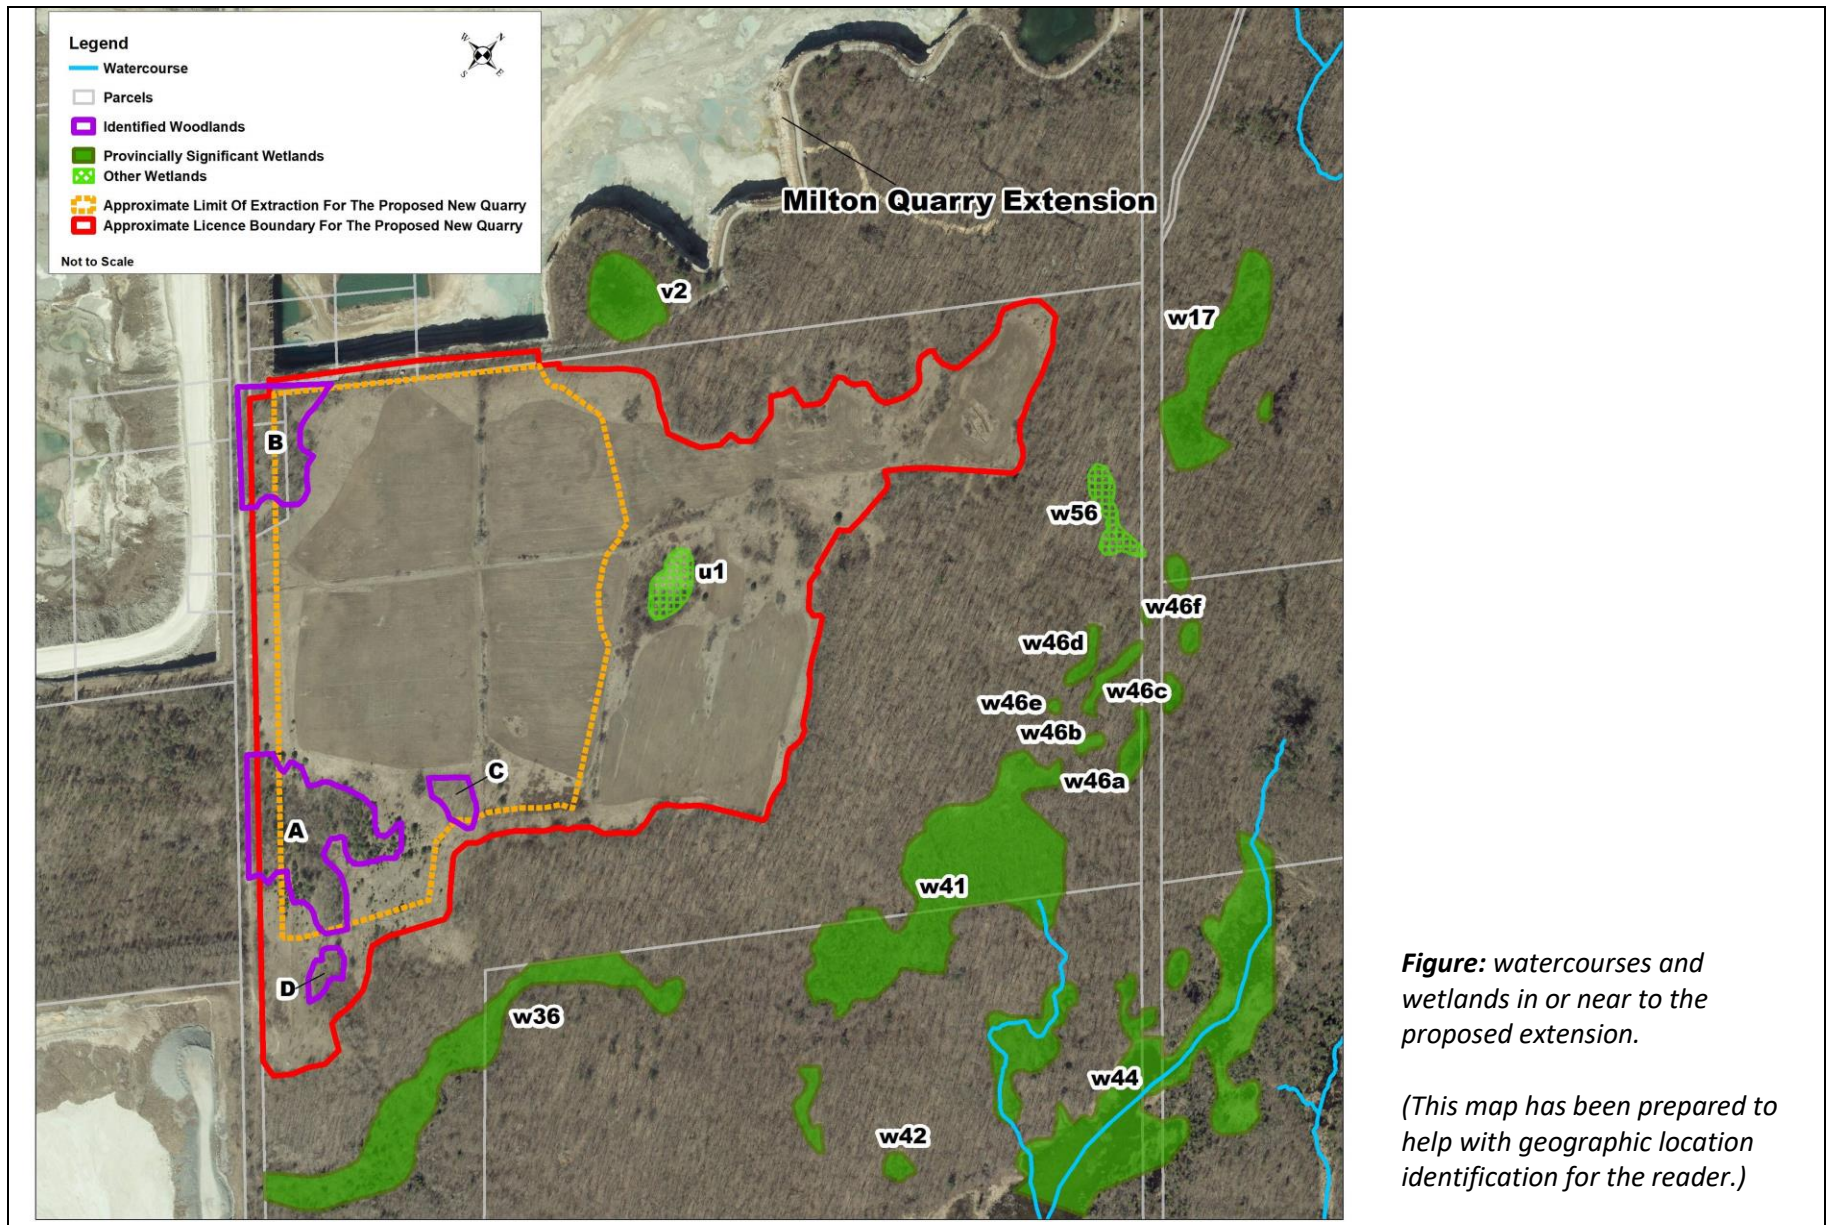 Legend
W N
S E
Watercourse
Parcels
Identified Woodlands
Provincially Significant Wetlands
Other Wetlands
Approximate Limit Of Extraction For The Proposed New Quarry
Approximate Licence Boundary For The Proposed New Quarry
Not to Scale
Milton Quarry Extension
v2
w17
B
w56
u1
w46f
w46d
w46c
w46e
w46b
C
w46a
A
w41
D
w36
w44
w42
Figure: watercourses and
wetlands in or near to the
proposed extension.
(This map has been prepared to
help with geographic location
identification for the reader.)